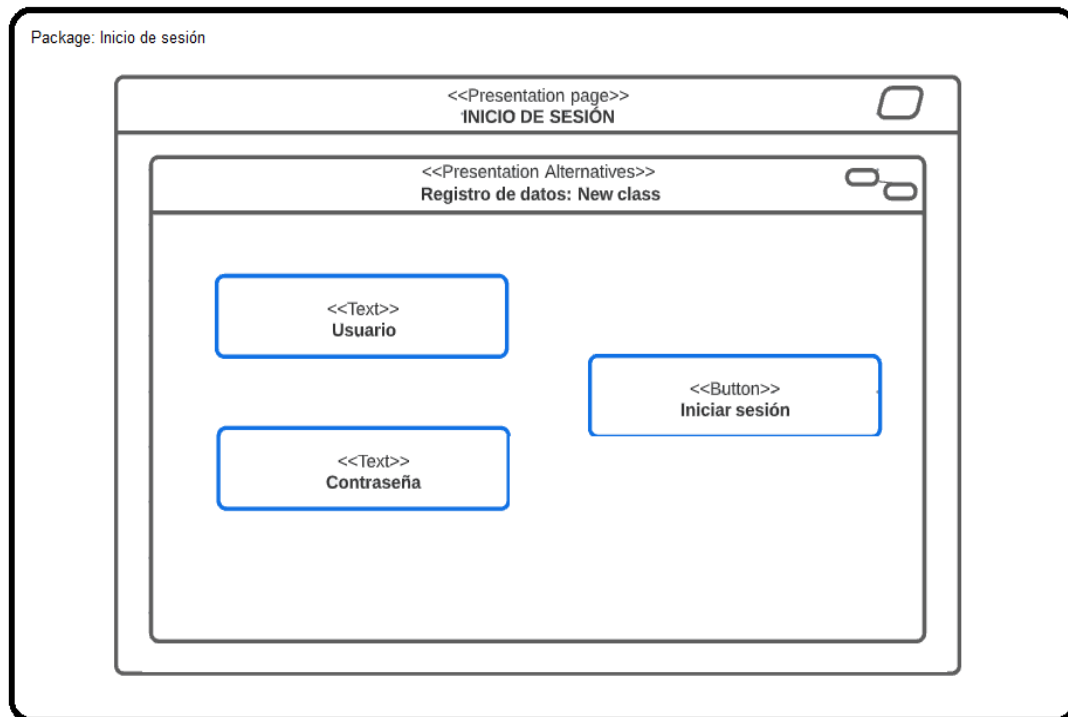 Package: Inicio de sesión
<<Presentation page>>
INICIO DE SESIÓN
<<Presentation Alternatives>>
Registro de datos: New class
<<Text>>
Usuario
<<Button>>
Iniciar sesión
<<Text>>
Contraseña